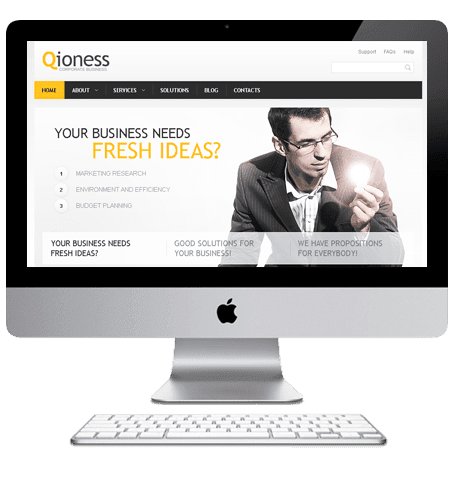 Qioness
CORPORATE BUSINESS
Support FAQs Help
HOME ABOUT SERVICES SOLUTIONS BLOG CONTACTS
YOUR BUSINESS NEEDS
FRESH IDEAS?
1 MARKETING RESEARCH
2 ENVIRONMENT AND EFFICIENCY
3 BUDGET PLANNING
YOUR BUSINESS NEEDS
FRESH IDEAS?
GOOD SOLUTIONS FOR
YOUR BUSINESS!
WE HAVE PROPOSITIONS
FOR EVERYBODY!